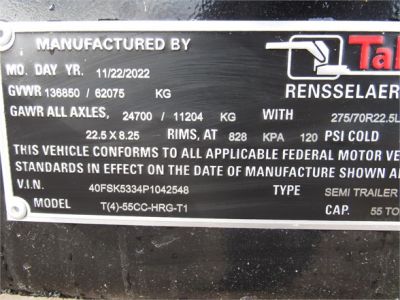 MANUFACTURED BY
Tal
MO. DAY YR. 11/22/2022
RENSSELAER
GVWR 136850 / 62075 KG
GAWR ALL AXLES, 24700 / 11204 KG WITH 275/70R22.5L
22.5 X 8.25 RIMS, AT 828 KPA 120 PSI COLD
THIS VEHICLE CONFORMS TO ALL APPLICABLE FEDERAL MOTOR VE
STANDARDS IN EFFECT ON THE DATE OF MANUFACTURE SHOWN A
V.I.N. 40FSK5334P1042548 TYPE SEMI TRAILER
MODEL T(4)-55CC-HRG-T1 CAP. 55 TO